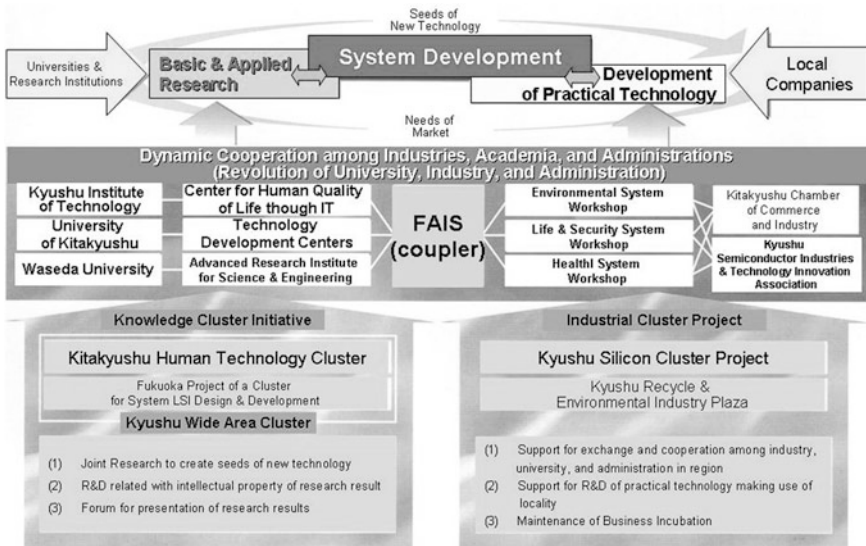 Seeds of
New Technology
Universities &
Research Institutions
Basic & Applied
Research
System Development
Development
of Practical Technology
Local
Companies
Needs of
Market
Dynamic Cooperation among Industries, Academia, and Administrations
(Revolution of University, Industry, and Administration)
Kyushu Institute
of Technology
University
of Kitakyushu
Waseda University
Center for Human Quality
of Life though IT
Technology
Development Centers
Advanced Research Institute
for Science & Engineering
FAIS
(coupler)
Environmental System
Workshop
Life & Security System
Workshop
Healthl System
Workshop
Kitakyushu Chamber
of Commerce
and Industry
Kyushu
Semiconductor Industries
& Technology Innovation
Association
Knowledge Cluster Initiative
Kitakyushu Human Technology Cluster
Fukuoka Project of a Cluster
for System LSI Design & Development
Kyushu Wide Area Cluster
(1) Joint Research to create seeds of new technology
(2) R&D related with intellectual property of research result
(3) Forum for presentation of research results
Industrial Cluster Project
Kyushu Silicon Cluster Project
Kyushu Recycle &
Environmental Industry Plaza
(1) Support for exchange and cooperation among industry,
university, and administration in region
(2) Support for R&D of practical technology making use of
locality
(3) Maintenance of Business Incubation